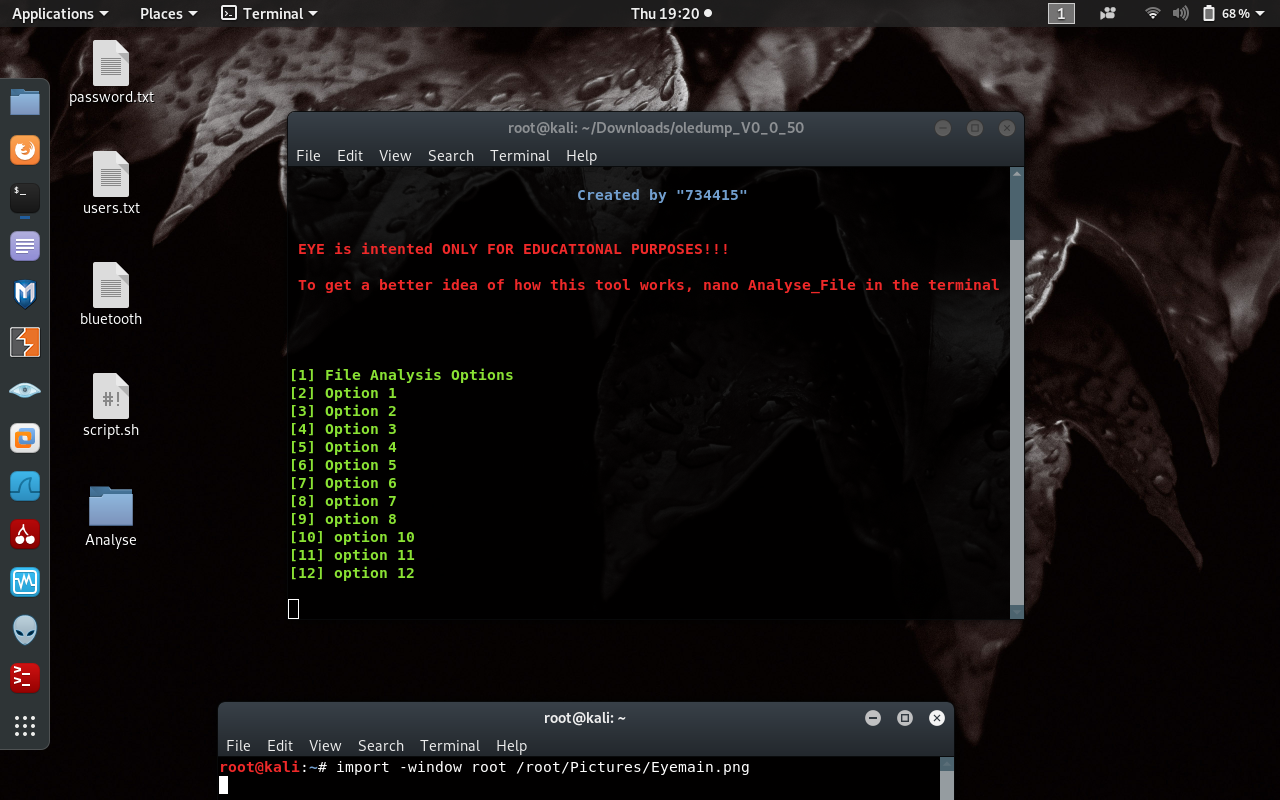 Applications Places Terminal Thu 19:20 1 68 %
password.txt
users.txt
bluetooth
script.sh
Analyse
root@kali: ~/Downloads/oledump_V0_0_50
File Edit View Search Terminal Help
Created by "734415"
EYE is intented ONLY FOR EDUCATIONAL PURPOSES!!!
To get a better idea of how this tool works, nano Analyse_File in the terminal
[1] File Analysis Options
[2] Option 1
[3] Option 2
[4] Option 3
[5] Option 4
[6] Option 5
[7] Option 6
[8] option 7
[9] option 8
[10] option 10
[11] option 11
[12] option 12
root@kali: ~
File Edit View Search Terminal Help
root@kali:~# import -window root /root/Pictures/Eyemain.png